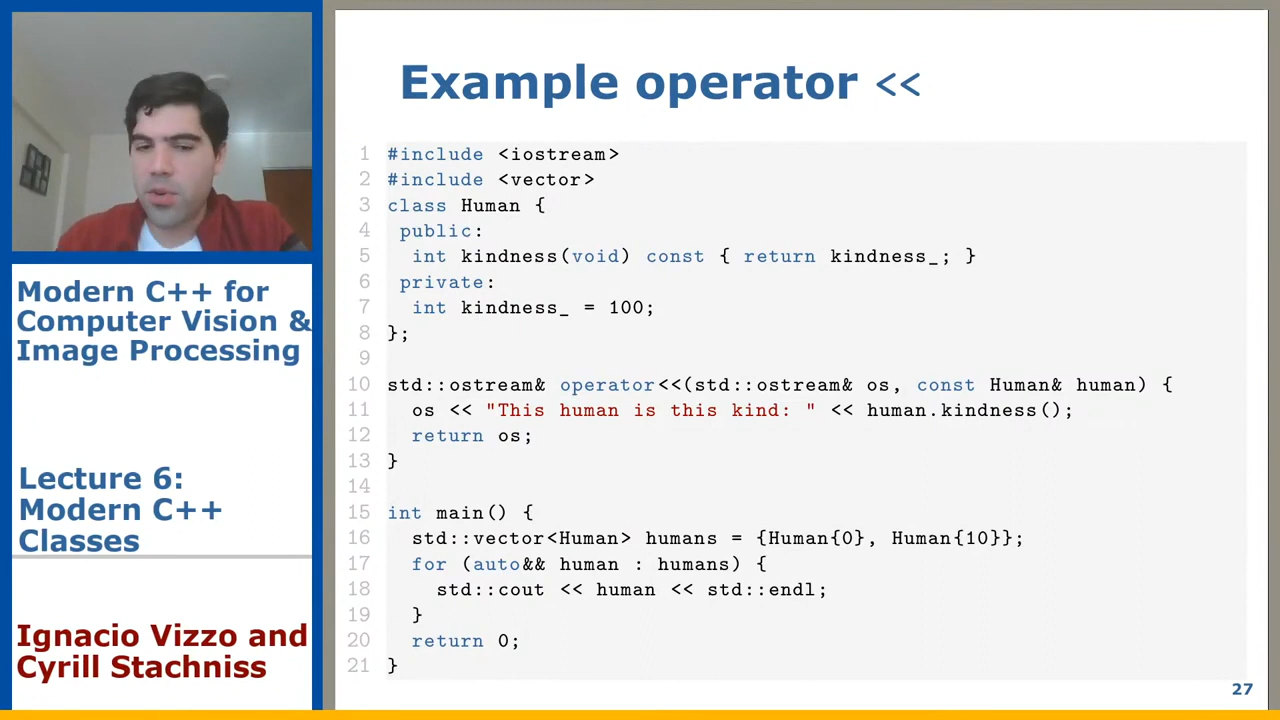 Modern C++ for
Computer Vision &
Image Processing
Lecture 6:
Modern C++
Classes
Ignacio Vizzo and
Cyrill Stachniss
Example operator <<
1 #include <iostream>
2 #include <vector>
3 class Human {
4 public:
5 int kindness(void) const { return kindness_; }
6 private:
7 int kindness_ = 100;
8 };
9
10 std::ostream& operator<<(std::ostream& os, const Human& human) {
11 os << "This human is this kind: " << human.kindness();
12 return os;
13 }
14
15 int main() {
16 std::vector<Human> humans = {Human{0}, Human{10}};
17 for (auto&& human : humans) {
18 std::cout << human << std::endl;
19 }
20 return 0;
21 }
27